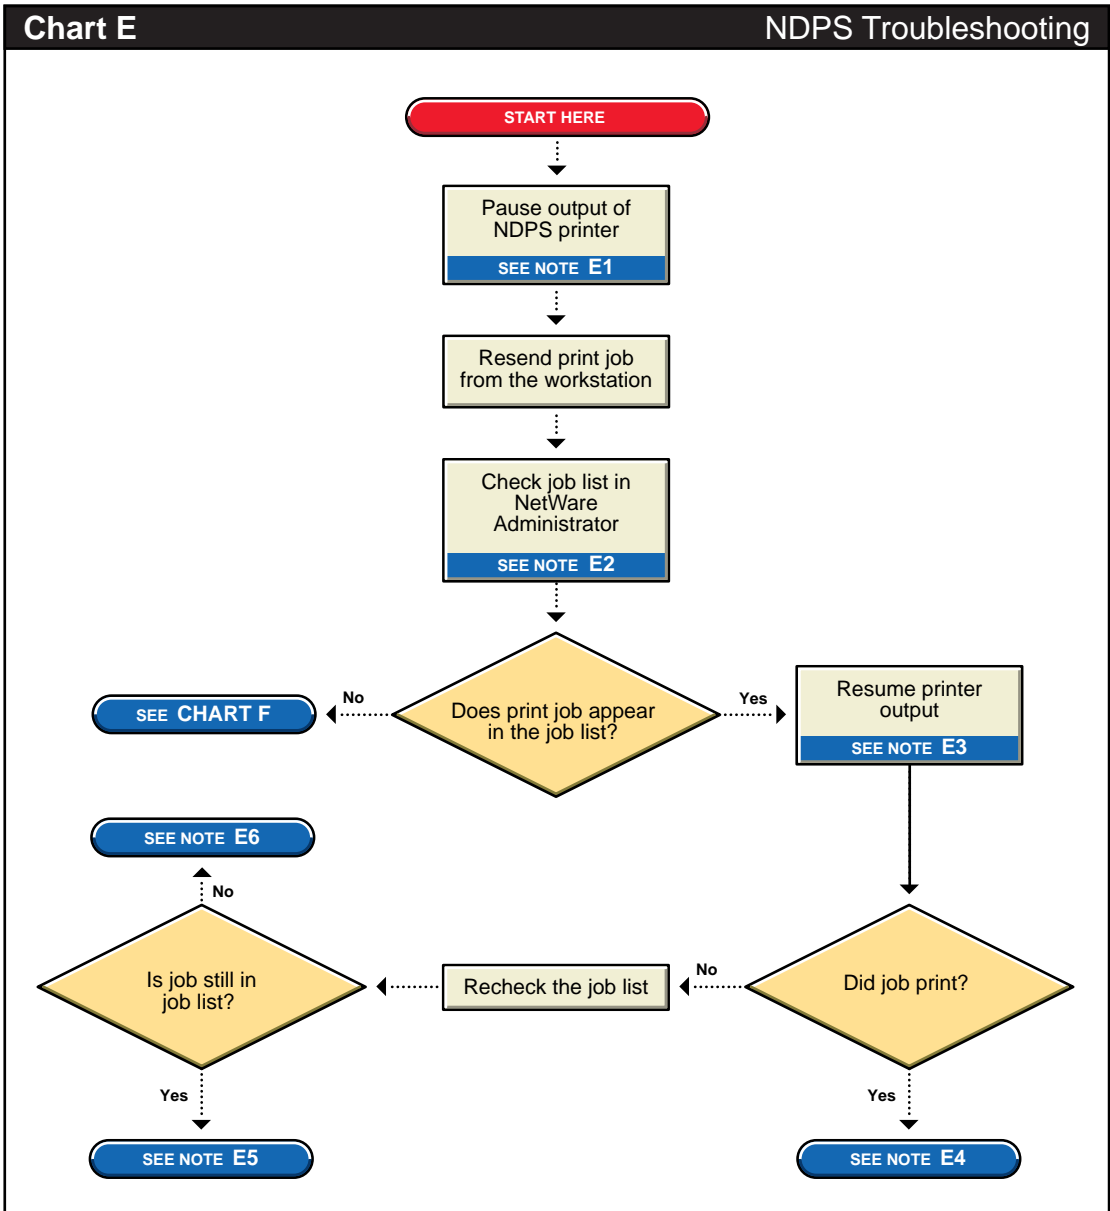 Chart E
NDPS Troubleshooting
START HERE
Pause output of
NDPS printer
SEE NOTE E1
Resend print job
from the workstation
Check job list in
NetWare
Administrator
SEE NOTE E2
Does print job appear
in the job list?
No
SEE CHART F
Yes
Resume printer
output
SEE NOTE E3
Did job print?
Yes
SEE NOTE E4
No
Recheck the job list
Is job still in
job list?
No
SEE NOTE E6
Yes
SEE NOTE E5